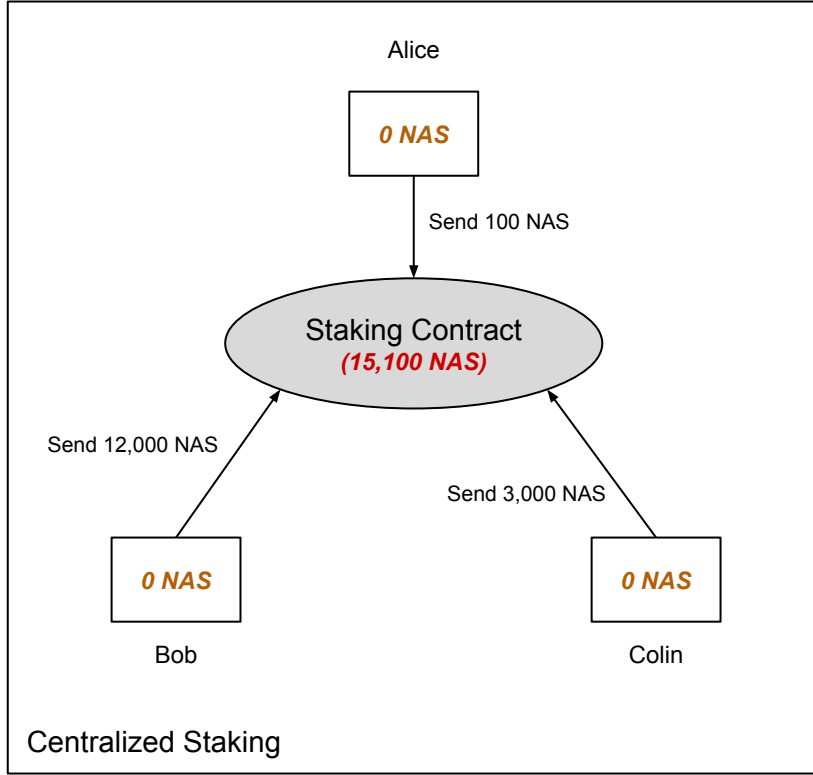 Alice
0 NAS
Send 100 NAS
Staking Contract
(15,100 NAS)
Send 12,000 NAS
Send 3,000 NAS
0 NAS
0 NAS
Bob
Colin
Centralized Staking